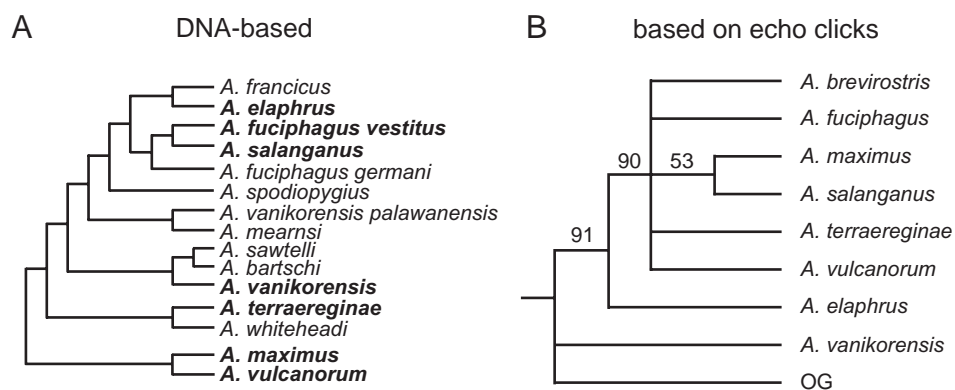 A
DNA-based
A. francicus
A. elaphrus
A. fuciphagus vestitus
A. salanganus
A. fuciphagus germani
A. spodiopygius
A. vanikorensis palawanensis
A. mearnsi
A. sawtelli
A. bartschi
A. vanikorensis
A. terraereginae
A. whiteheadi
A. maximus
A. vulcanorum
B
based on echo clicks
A. brevirostris
A. fuciphagus
90
53
A. maximus
A. salanganus
91
A. terraereginae
A. vulcanorum
A. elaphrus
A. vanikorensis
OG